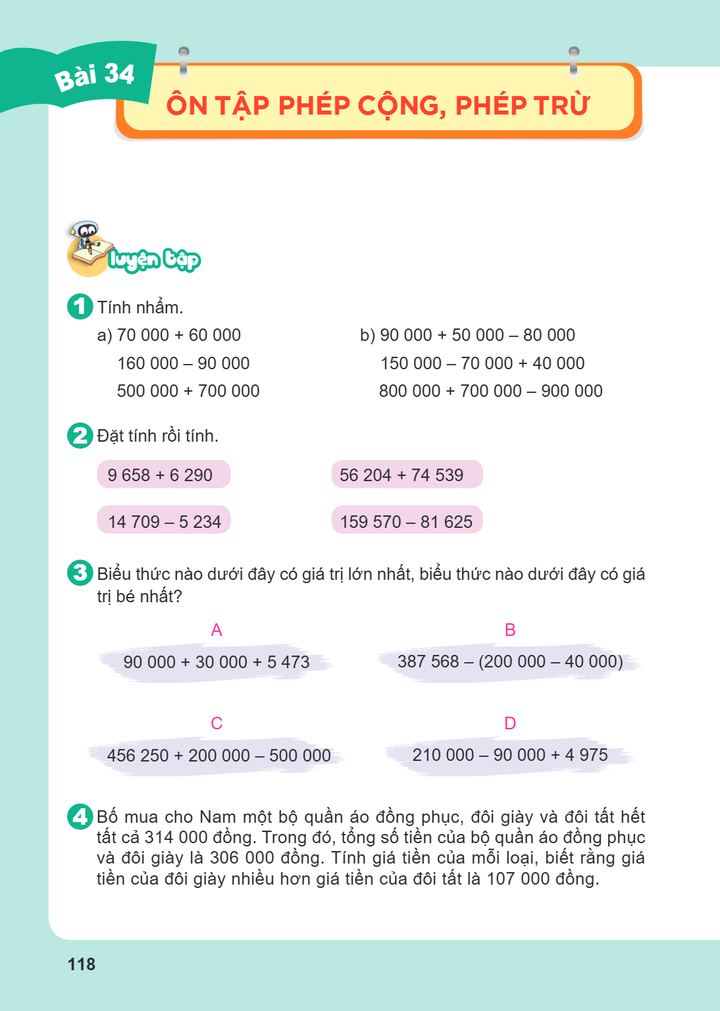 Bài 34
ÔN TẬP PHÉP CỘNG, PHÉP TRỪ
luyện tập
1 Tính nhẩm.
a) 70 000 + 60 000
160 000 – 90 000
500 000 + 700 000
b) 90 000 + 50 000 – 80 000
150 000 – 70 000 + 40 000
800 000 + 700 000 – 900 000
2 Đặt tính rồi tính.
9 658 + 6 290
56 204 + 74 539
14 709 – 5 234
159 570 – 81 625
3 Biểu thức nào dưới đây có giá trị lớn nhất, biểu thức nào dưới đây có giá
trị bé nhất?
A
90 000 + 30 000 + 5 473
B
387 568 – (200 000 – 40 000)
C
456 250 + 200 000 – 500 000
D
210 000 – 90 000 + 4 975
4 Bố mua cho Nam một bộ quần áo đồng phục, đôi giày và đôi tất hết
tất cả 314 000 đồng. Trong đó, tổng số tiền của bộ quần áo đồng phục
và đôi giày là 306 000 đồng. Tính giá tiền của mỗi loại, biết rằng giá
tiền của đôi giày nhiều hơn giá tiền của đôi tất là 107 000 đồng.
118